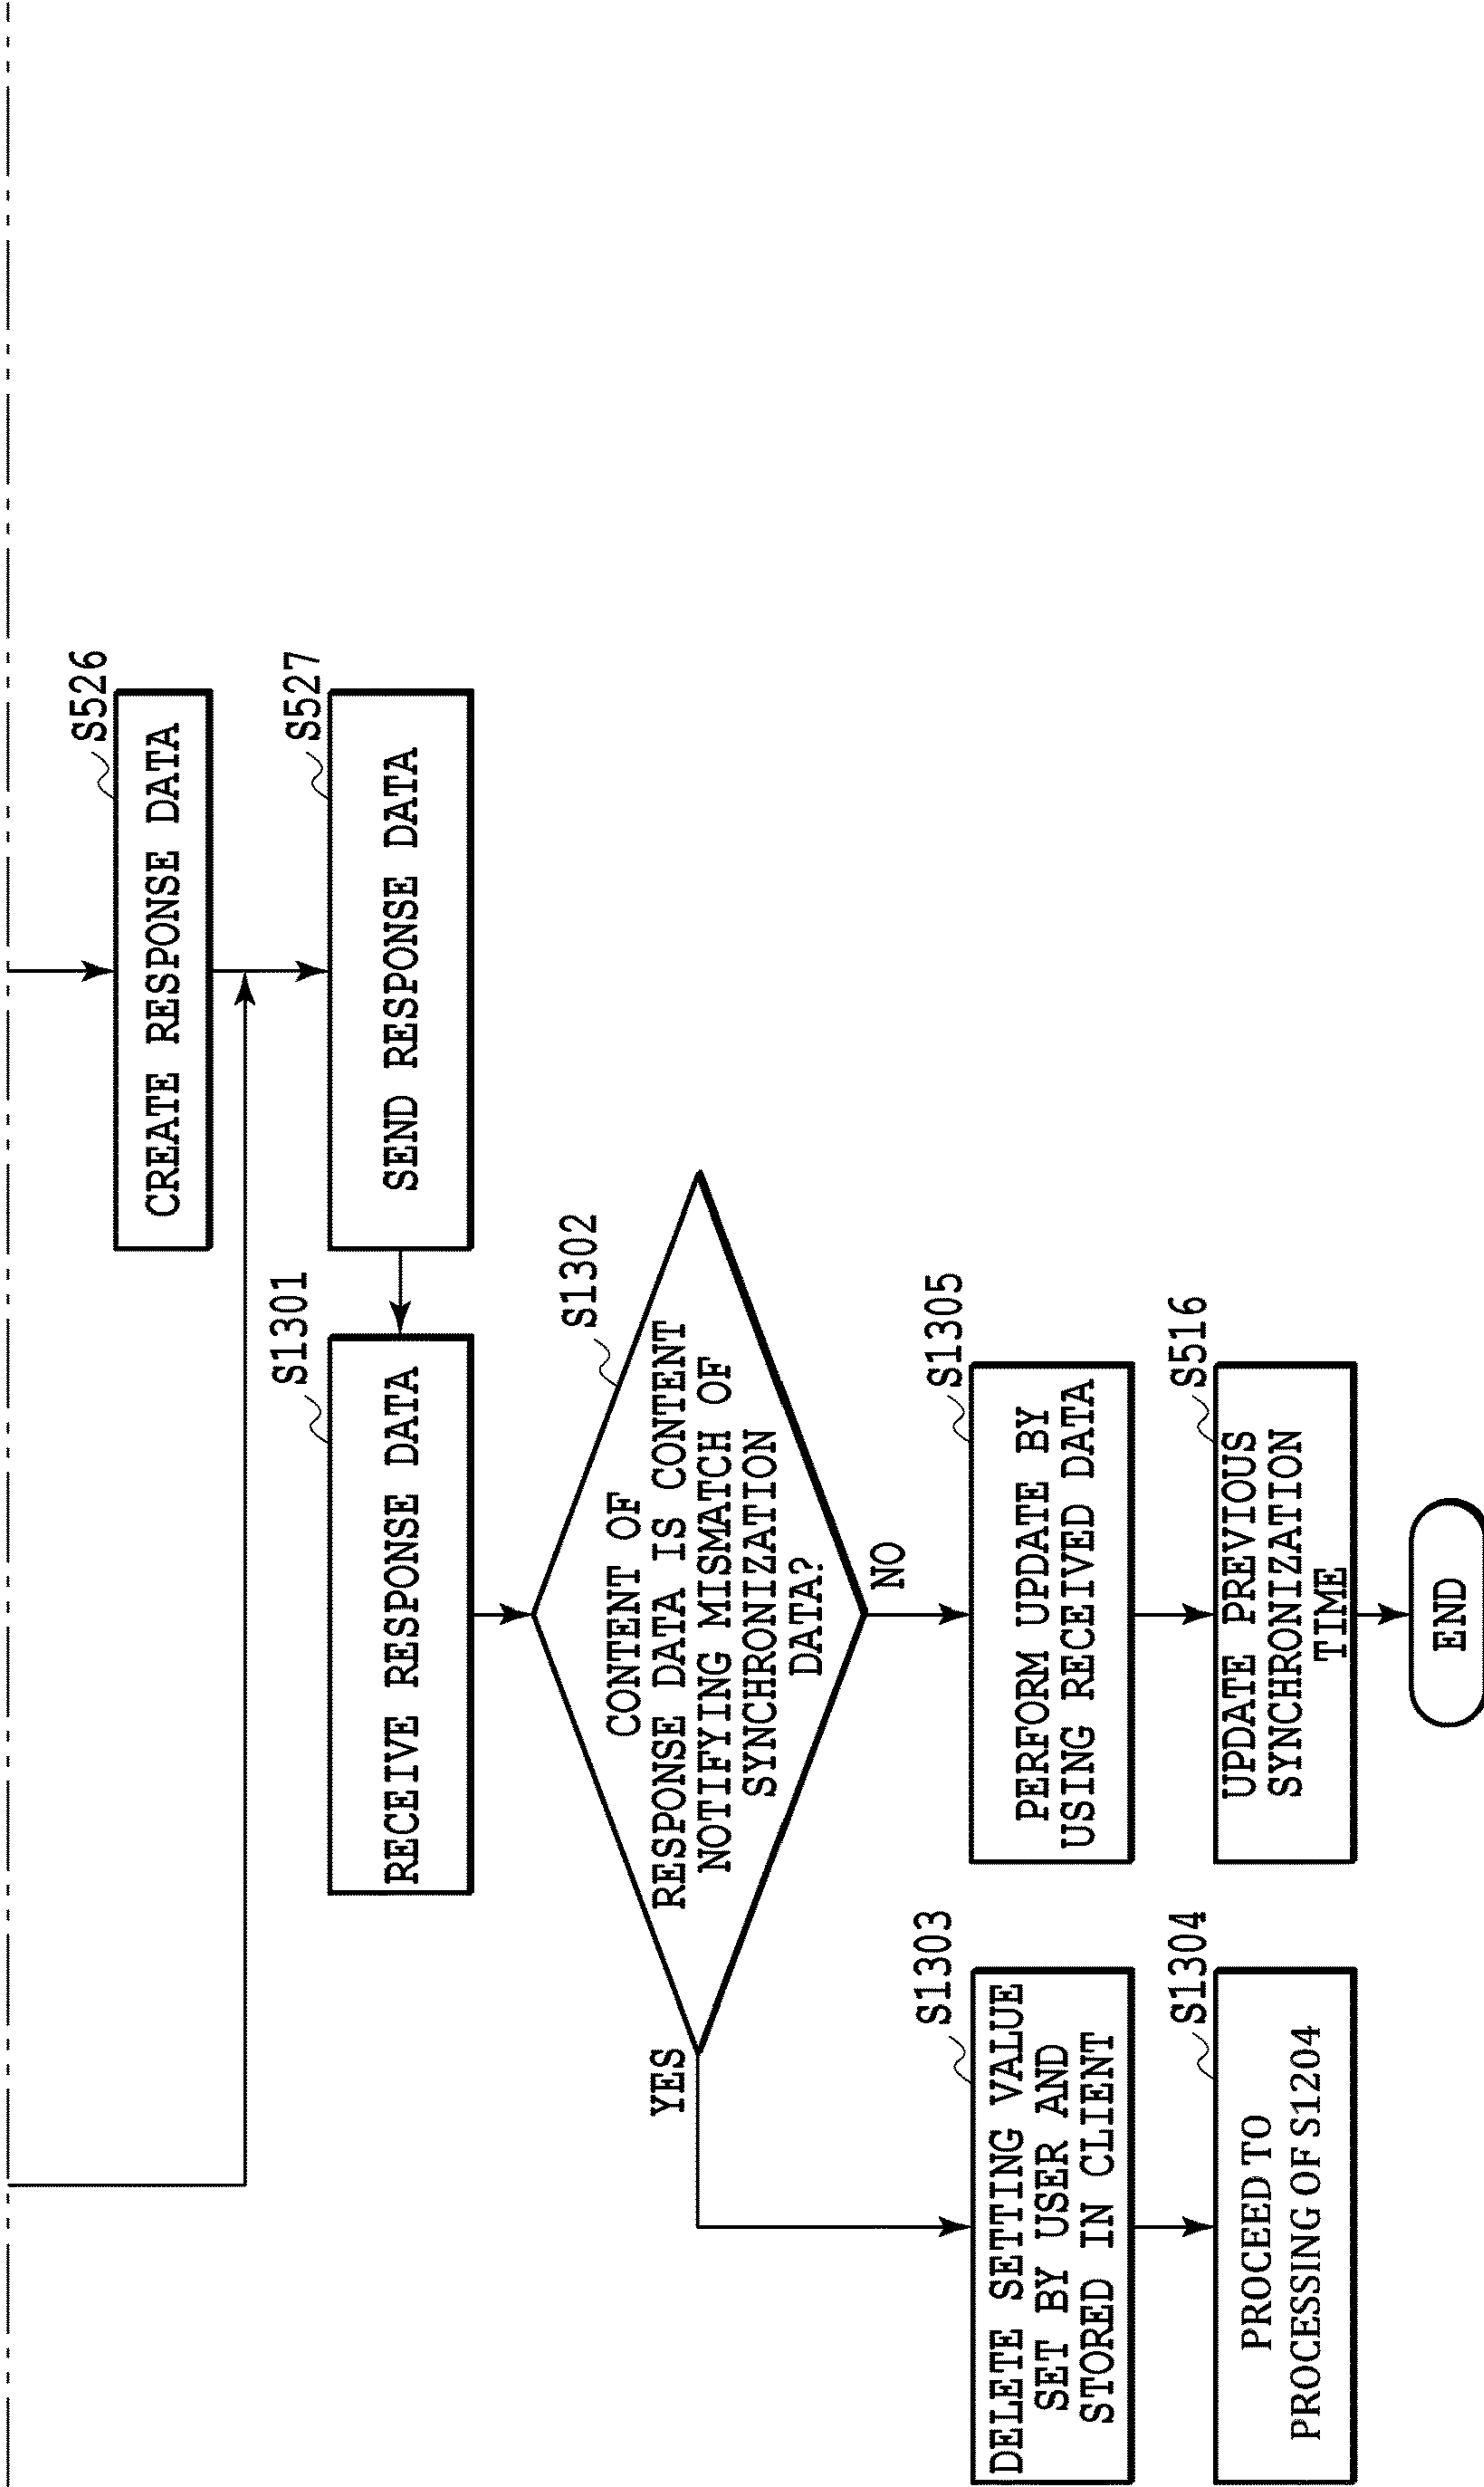 S526
CREATE RESPONSE DATA
S527
SEND RESPONSE DATA
S1301
RECEIVE RESPONSE DATA
S1302
CONTENT OF
RESPONSE DATA IS CONTENT
NOTIFYING MISMATCH OF
SYNCHRONIZATION
DATA?
YES
NO
S1303
DELETE SETTING VALUE
SET BY USER AND
STORED IN CLIENT
S1304
PROCEED TO
PROCESSING OF S1204
S1305
PERFORM UPDATE BY
USING RECEIVED DATA
S516
UPDATE PREVIOUS
SYNCHRONIZATION
TIME
END